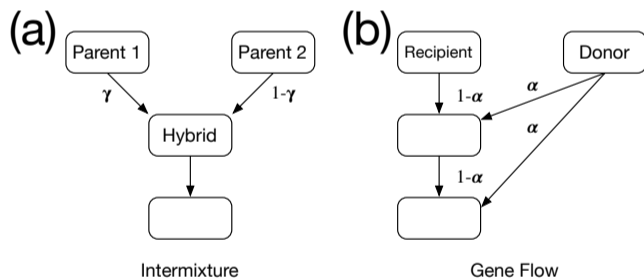 (a)
Parent 1
Parent 2
γ
1-γ
Hybrid
Intermixture
(b)
Recipient
Donor
1-α
α
α
1-α
Gene Flow